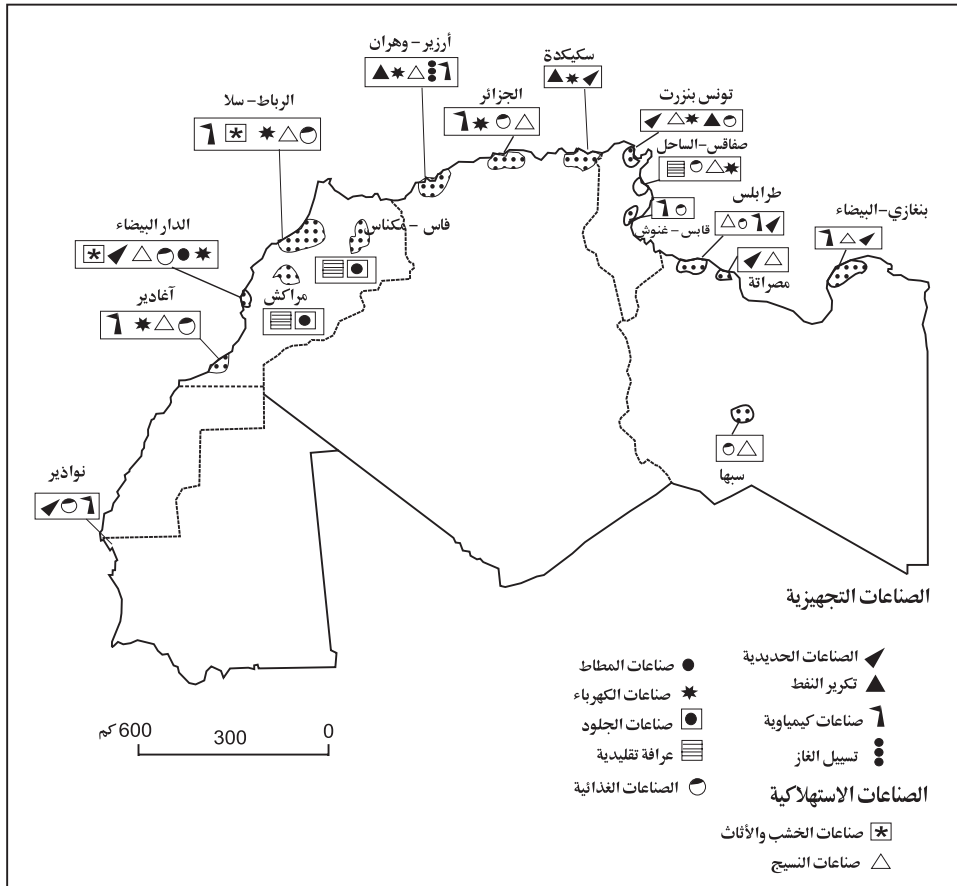 أرزير – وهران
سكيكدة
تونس بنزرت
الجزائر
الرباط – سلا
صفاقس – الساحل
طرابلس
بنغازي – البيضاء
قابس – غنوش
فاس – مكناس
الدار البيضاء
مصراتة
مراكش
آغادير
سبها
نواذير
الصناعات التجهيزية
الصناعات الحديدية
تكرير النفط
صناعات كيمياوية
تسييل الغاز
الصناعات الاستهلاكية
صناعات الخشب والأثاث
صناعات النسيج
صناعات المطاط
صناعات الكهرباء
صناعات الجلود
عرافة تقليدية
الصناعات الغذائية
0 300 600 كم